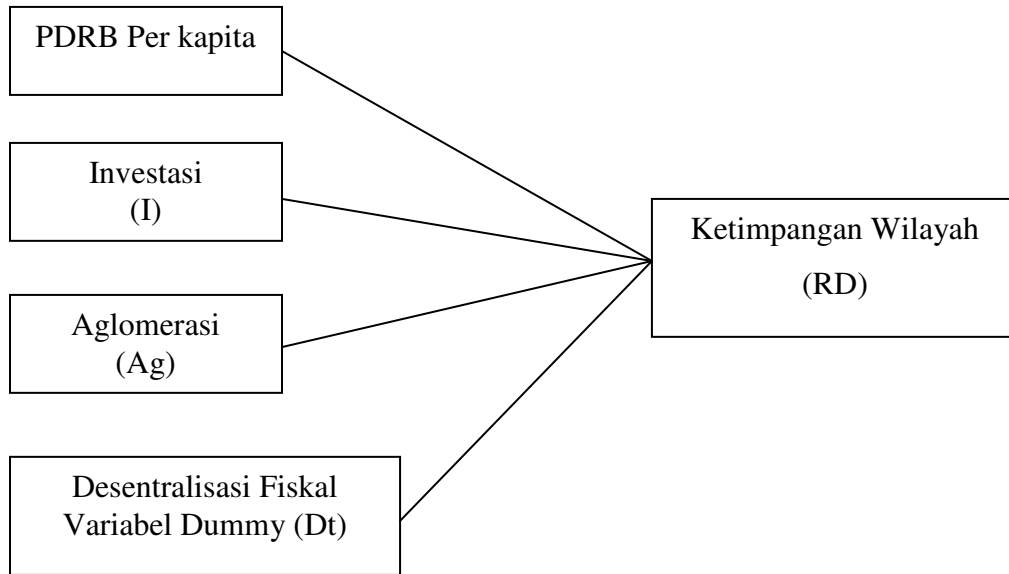 PDRB Per kapita
Investasi
(I)
Aglomerasi
(Ag)
Desentralisasi Fiskal
Variabel Dummy (Dt)
Ketimpangan Wilayah
(RD)